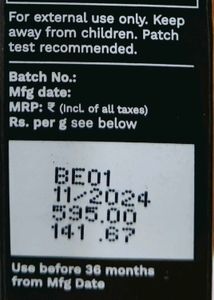 For external use only. Keep
away from children. Patch
test recommended.
Batch No.:
Mfg date:
MRP: ₹ (Incl. of all taxes)
Rs. per g see below
BE01
11/2024
595.00
141 .67
Use before 36 months
from Mfg Date